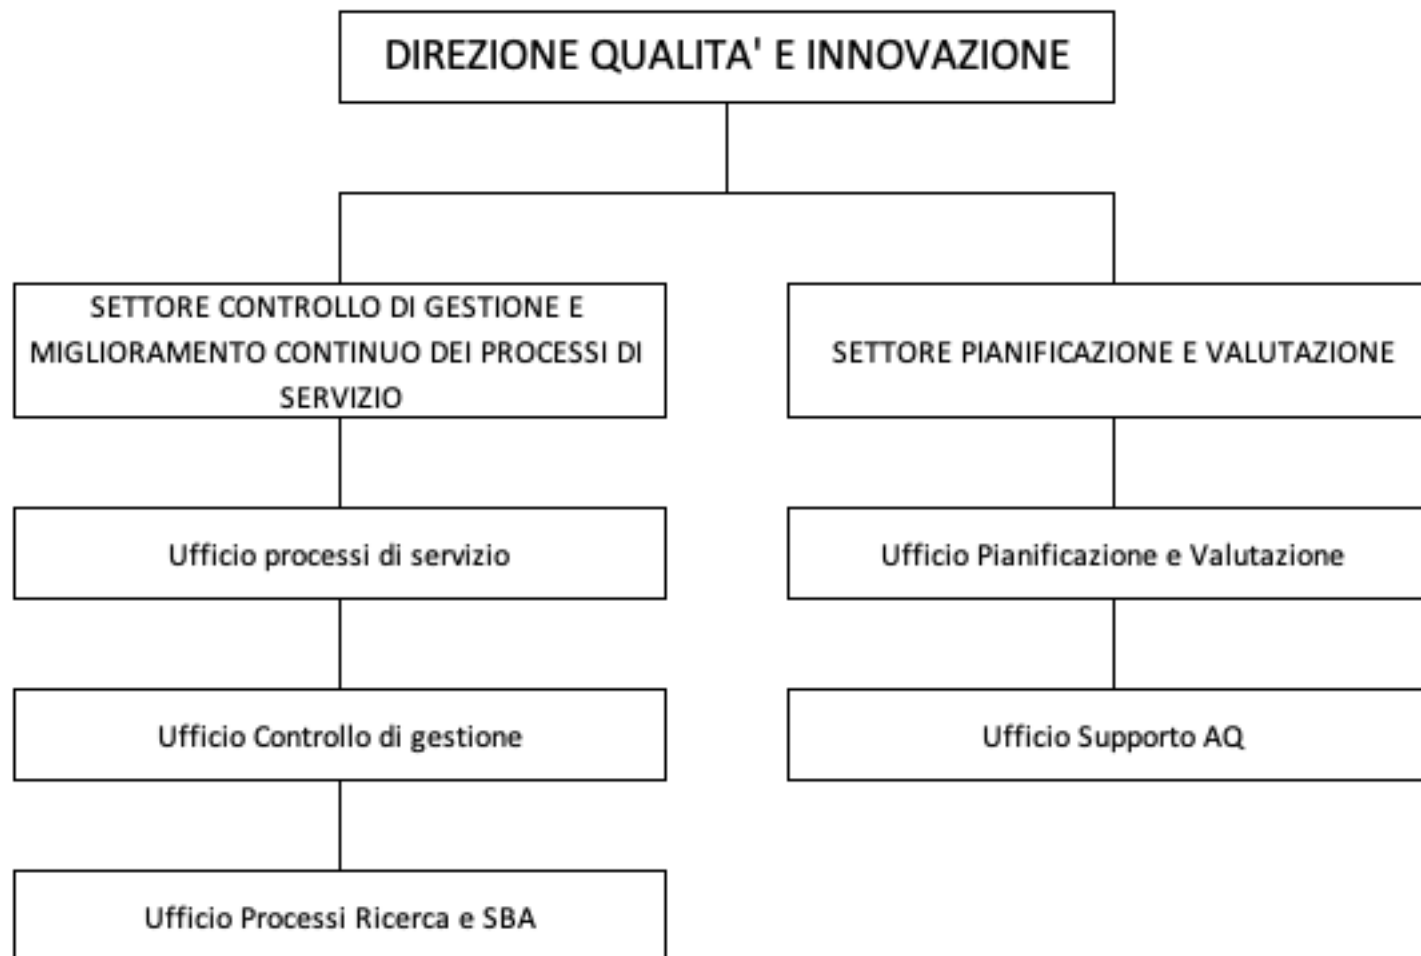 DIREZIONE QUALITA' E INNOVAZIONE
SETTORE CONTROLLO DI GESTIONE E
MIGLIORAMENTO CONTINUO DEI PROCESSI DI
SERVIZIO
SETTORE PIANIFICAZIONE E VALUTAZIONE
Ufficio processi di servizio
Ufficio Pianificazione e Valutazione
Ufficio Controllo di gestione
Ufficio Supporto AQ
Ufficio Processi Ricerca e SBA